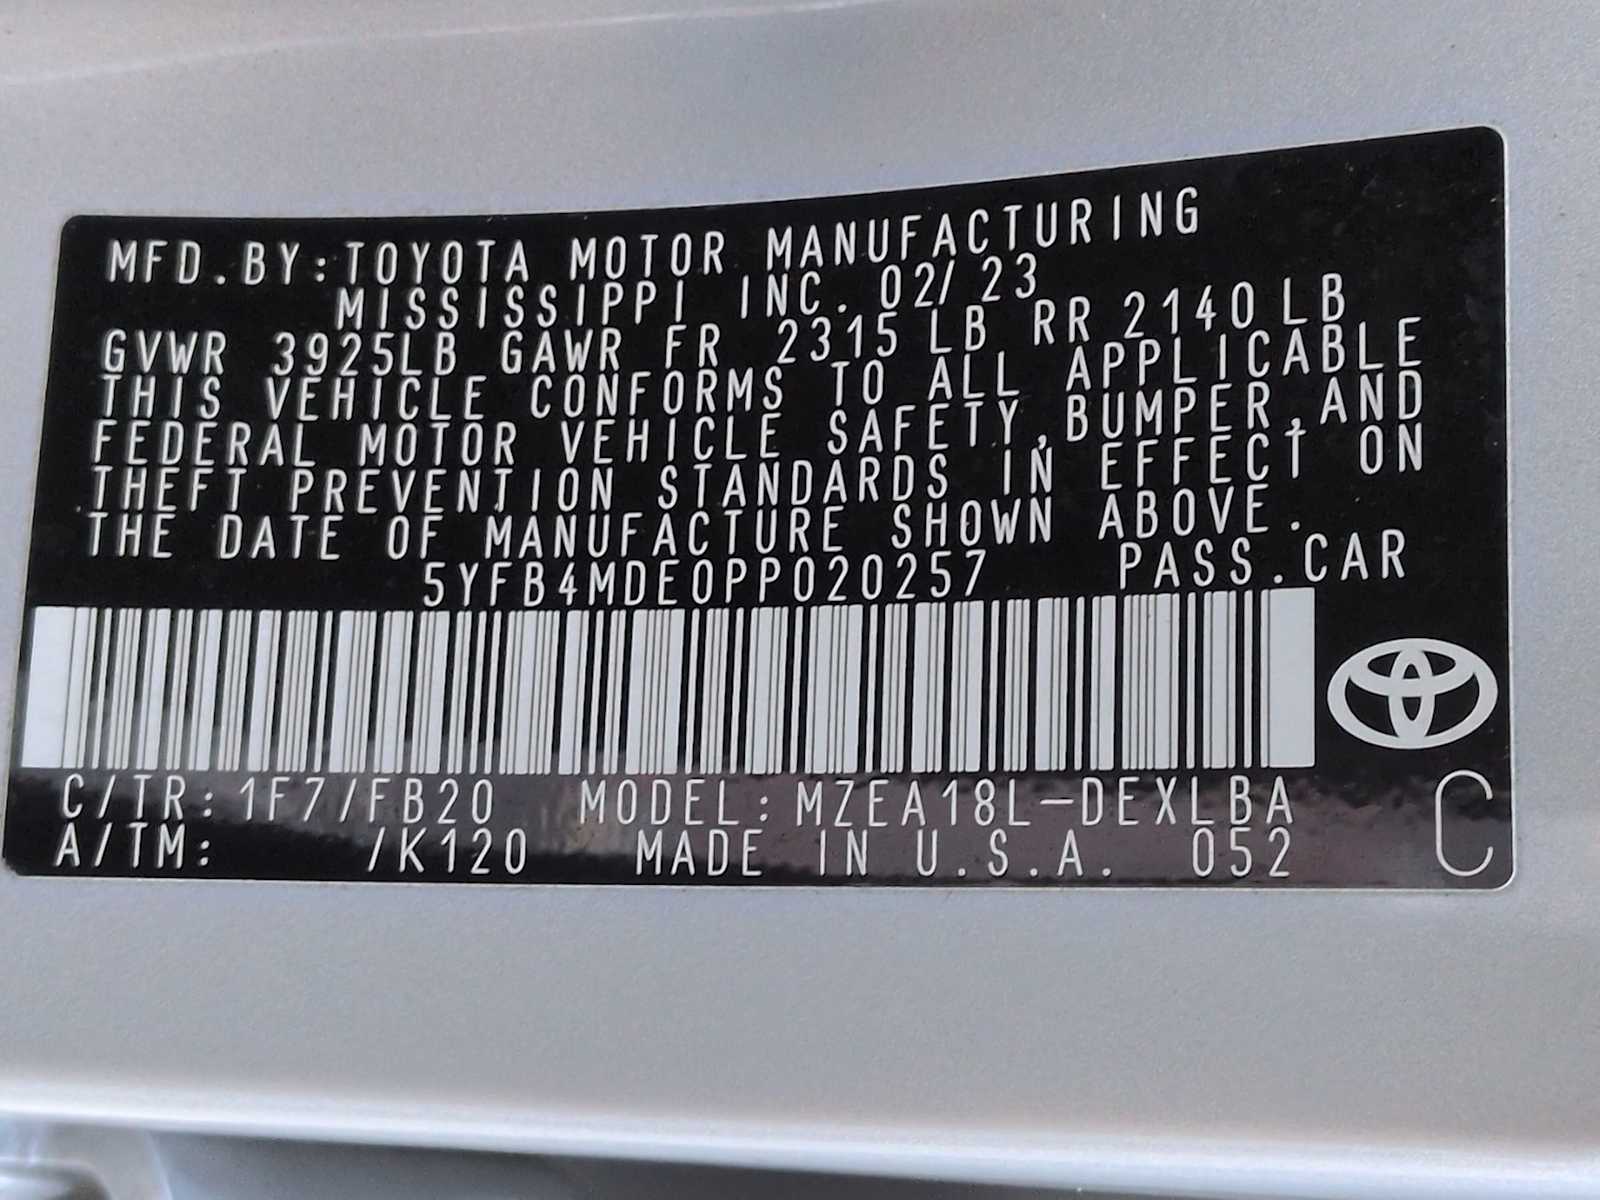 MFD.BY:TOYOTA MOTOR MANUFACTURING
MISSISSIPPI INC. 02/23
GVWR 3925LB GAWR FR 2315 LB RR 2140 LB
THIS VEHICLE CONFORMS TO ALL APPLICABLE
FEDERAL MOTOR VEHICLE SAFETY,BUMPER,AND
THEFT PREVENTION STANDARDS IN EFFECT ON
THE DATE OF MANUFACTURE SHOWN ABOVE.
5YFB4MDE0PP020257 PASS.CAR
C/TR:1F7/FB20 MODEL:MZEA18L-DEXLBA
A/TM: /K120 MADE IN U.S.A. 052
C